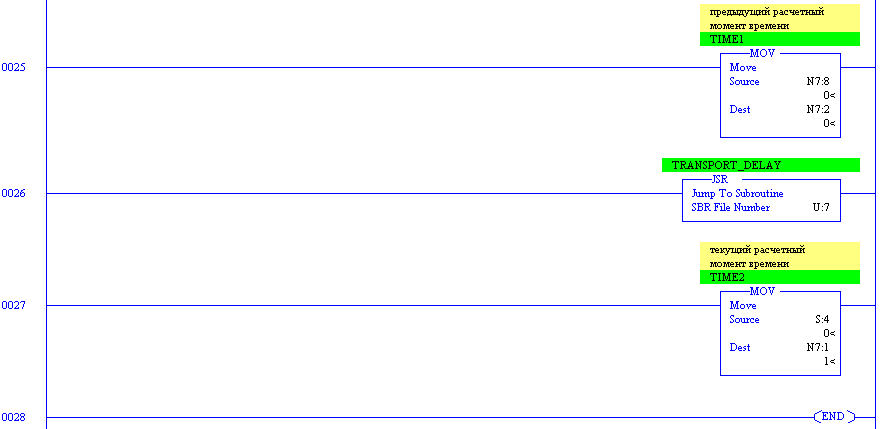 предыдущий расчетный
момент времени
TIME1
MOV
0025
Move
Source N7:8
0<
Dest N7:2
0<
TRANSPORT_DELAY
JSR
0026
Jump To Subroutine
SBR File Number U:7
текущий расчетный
момент времени
TIME2
MOV
0027
Move
Source S:4
0<
Dest N7:1
1<
0028
END